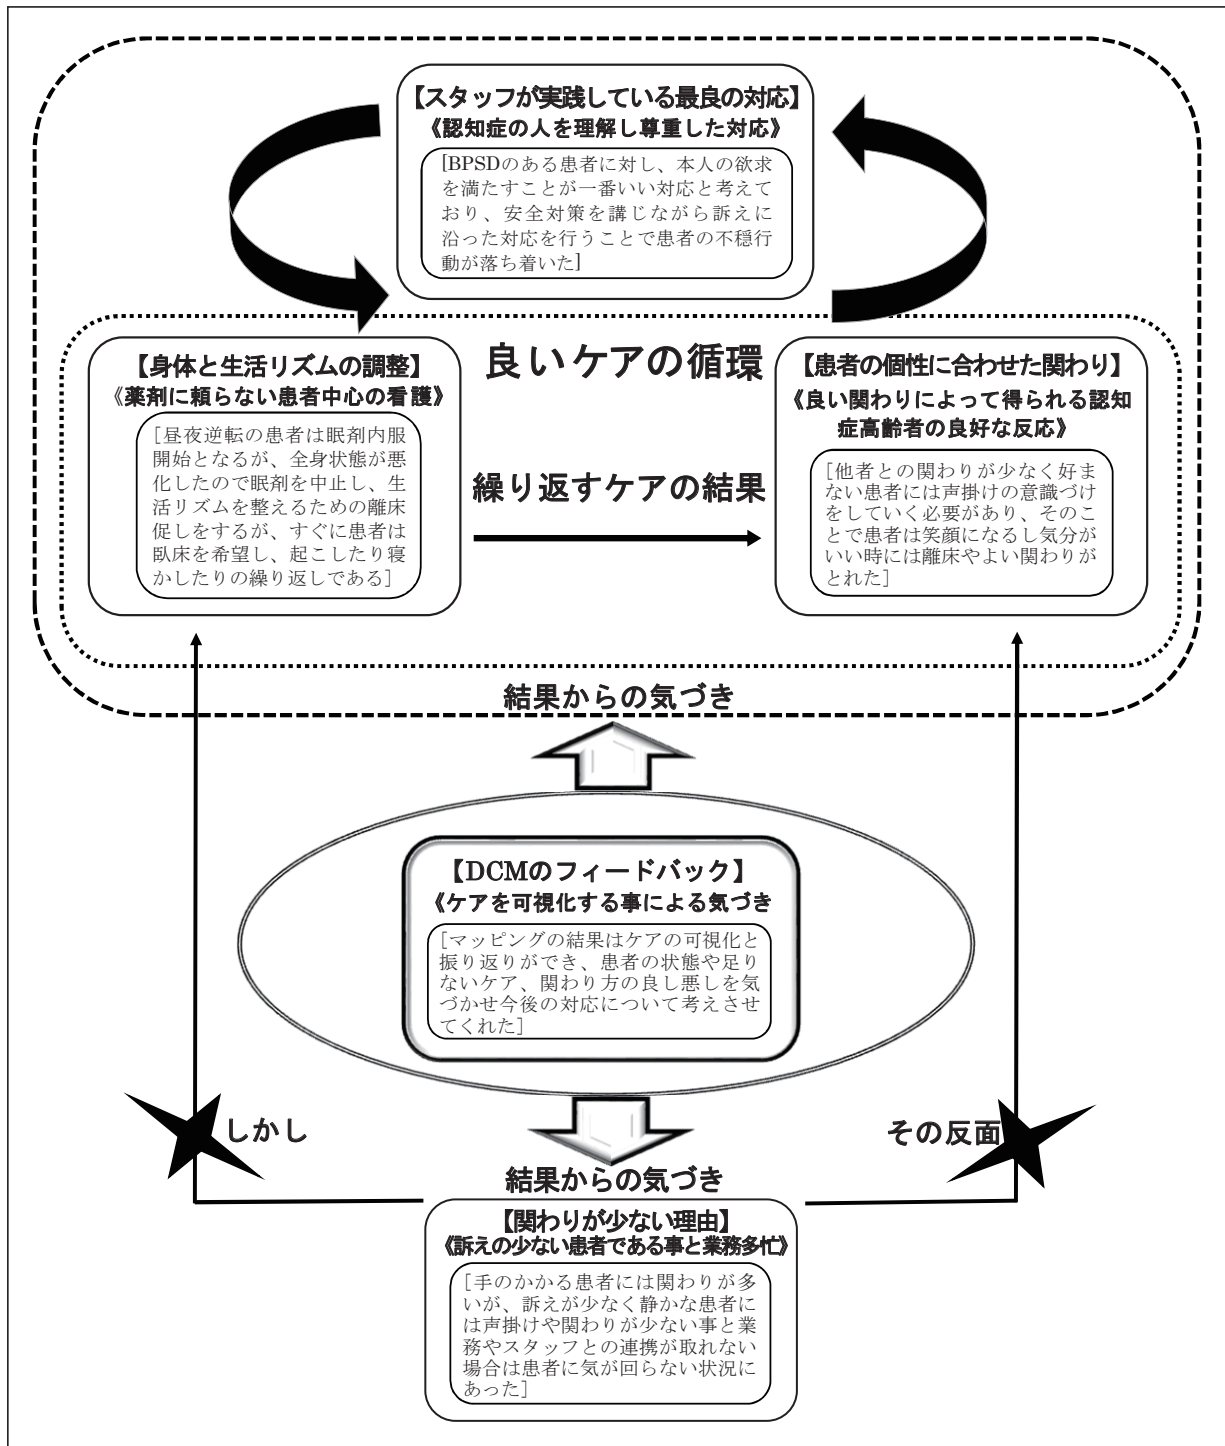 【スタッフが実践している最良の対応】
《認知症の人を理解し尊重した対応》
[BPSDのある患者に対し、本人の欲求
を満たすことが一番いい対応と考えて
おり、安全対策を講じながら訴えに
沿った対応を行うことで患者の不穏行
動が落ち着いた]
良いケアの循環
【身体と生活リズムの調整】
《薬剤に頼らない患者中心の看護》
[昼夜逆転の患者は眠剤内服
開始となるが、全身状態が悪
化したので眠剤を中止し、生
活リズムを整えるための離床
促しをするが、すぐに患者は
臥床を希望し、起こしたり寝
かしたりの繰り返しである]
繰り返すケアの結果
【患者の個性に合わせた関わり】
《良い関わりによって得られる認知
症高齢者の良好な反応》
[他者との関わりが少なく好ま
ない患者には声掛けの意識づけ
をしていく必要があり、そのこ
とで患者は笑顔になるし気分が
いい時には離床やよい関わりが
とれた]
結果からの気づき
【DCMのフィードバック】
《ケアを可視化する事による気づき
[マッピングの結果はケアの可視化と
振り返りができ、患者の状態や足り
ないケア、関わり方の良し悪しを気
づかせ今後の対応について考えさせ
てくれた]
しかし
その反面
結果からの気づき
【関わりが少ない理由】
《訴えの少ない患者である事と業務多忙》
[手のかかる患者には関わりが多
いが、訴えが少なく静かな患者に
は声掛けや関わりが少ない事と業
務やスタッフとの連携が取れない
場合は患者に気が回らない状況に
あった]